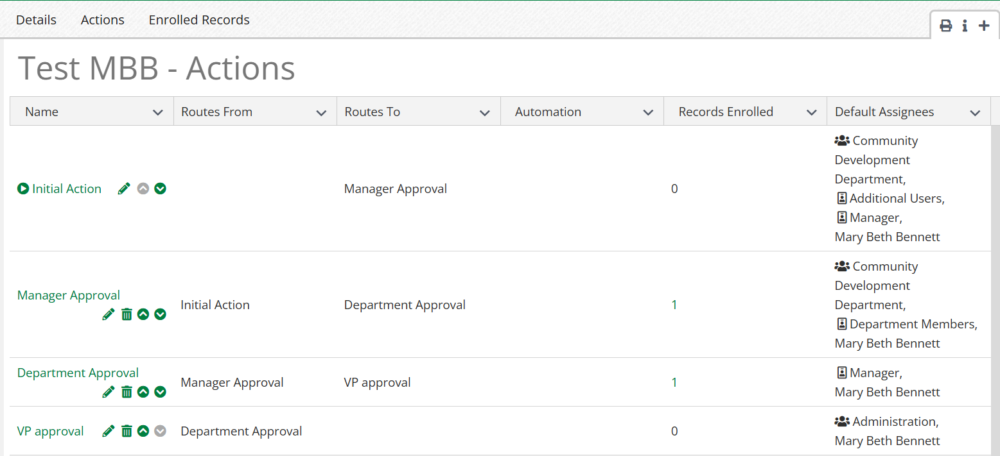 Details Actions Enrolled Records
Test MBB - Actions
Name Routes From Routes To Automation Records Enrolled Default Assignees
Initial Action Manager Approval 0 Community
Development
Department,
Additional Users,
Manager,
Mary Beth Bennett
Manager Approval Initial Action Department Approval 1 Community
Development
Department,
Department Members,
Mary Beth Bennett
Department Approval Manager Approval VP approval 1 Manager,
Mary Beth Bennett
VP approval Department Approval 0 Administration,
Mary Beth Bennett